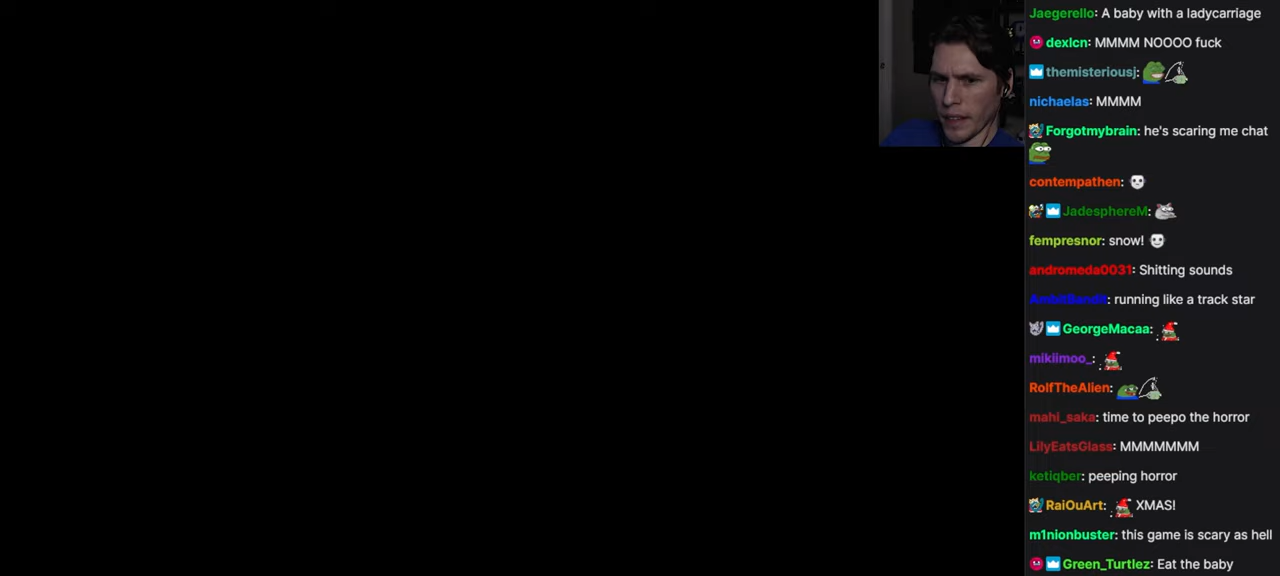 Jaegerello: A baby with a ladycarriage
dexlcn: MMMM NOOOO fuck
themisteriousj:
nichaelas: MMMM
Forgotmybrain: he's scaring me chat
contempathen:
JadesphereM:
fempresnor: snow!
andromeda0031: Shitting sounds
AmbitBandit: running like a track star
GeorgeMacaa:
mikiimoo_:
RolfTheAlien:
mahi_saka: time to peepo the horror
LilyEatsGlass: MMMMMMM
ketiqber: peeping horror
RaiOuArt: XMAS!
m1nionbuster: this game is scary as hell
Green_Turtlez: Eat the baby